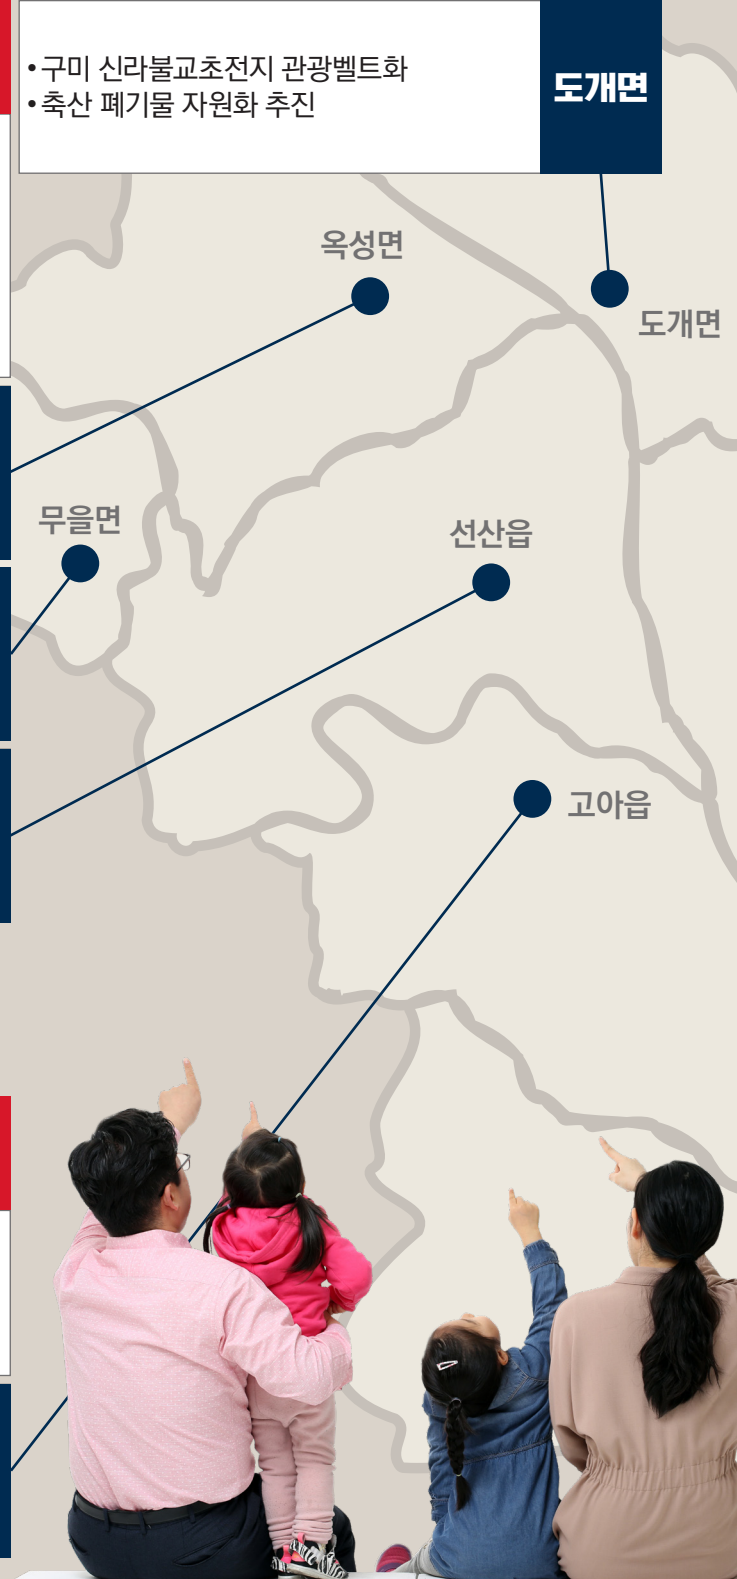 • 구미 신라불교초전지 관광벨트화
• 축산 폐기물 자원화 추진
도개면
옥성면
도개면
무을면
선산읍
고아읍